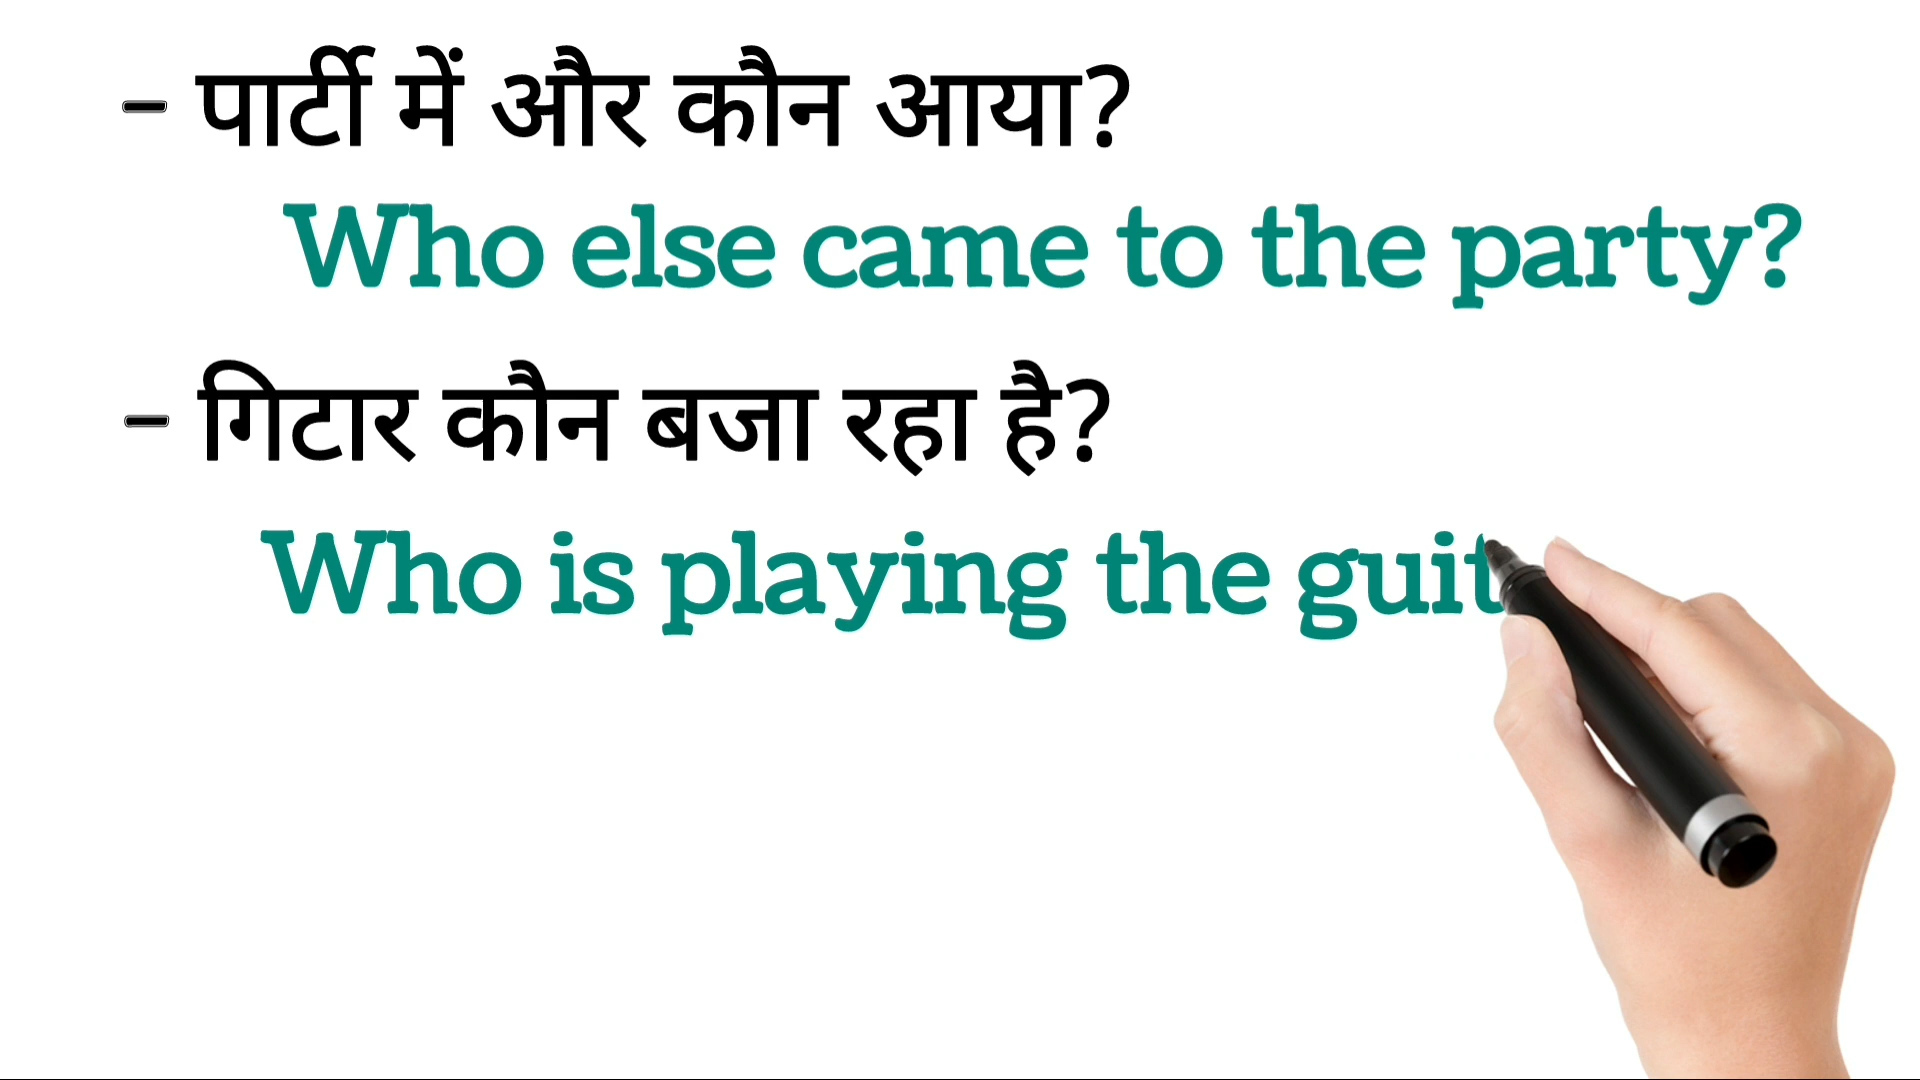 - पार्टी में और कौन आया?
Who else came to the party?
- गिटार कौन बजा रहा है?
Who is playing the guit